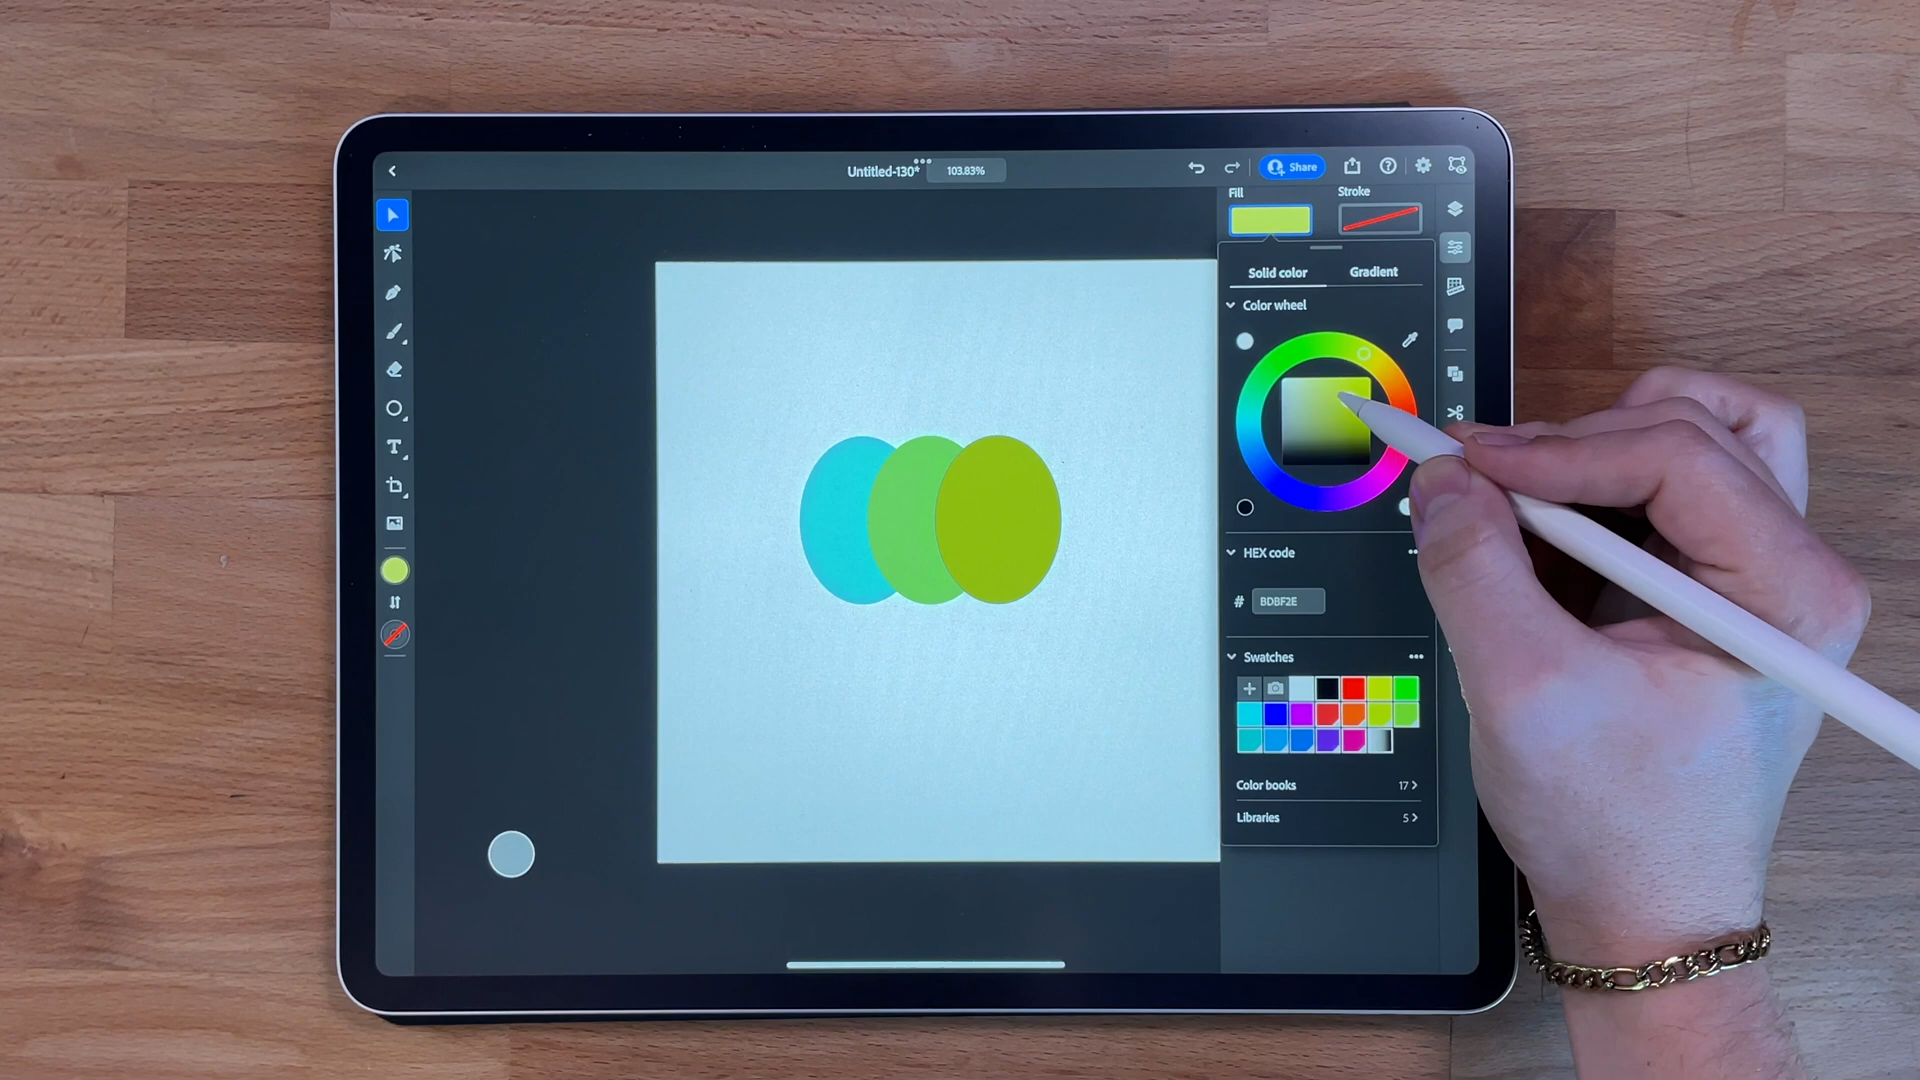 Untitled-130*
103.83%
Share
Fill
Stroke
Solid color
Gradient
Color wheel
HEX code
# BDBF2E
Swatches
Color books 17
Libraries 5
T